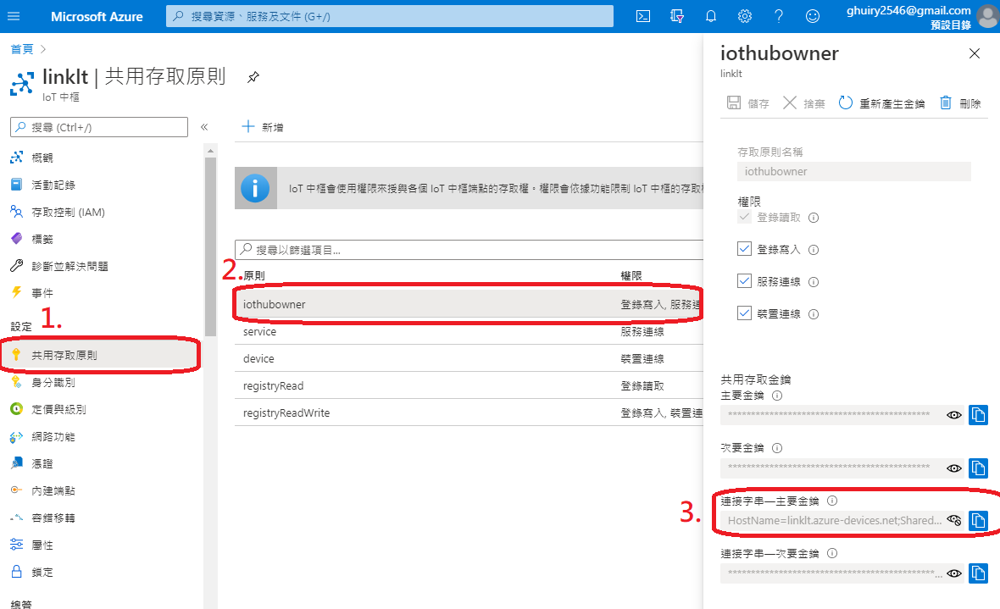 Microsoft Azure
搜尋資源、服務及文件 (G+/)
ghuiry2546@gmail.com
預設目錄
首頁
linklt | 共用存取原則
IoT 中樞
搜尋 (Ctrl+/)
概觀
活動記錄
存取控制 (IAM)
標籤
診斷並解決問題
事件
設定
1.
共用存取原則
身分識別
定價與級別
網路功能
憑證
內建端點
容錯移轉
屬性
鎖定
總管
新增
IoT 中樞會使用權限來授與各個 IoT 中樞端點的存取權。權限會依據功能限制 IoT 中樞的存取
搜尋以篩選項目...
2.
原則 權限
iothubowner 登錄寫入, 服務連
service 服務連線
device 裝置連線
registryRead 登錄讀取
registryReadWrite 登錄寫入, 裝置連
iothubowner
linklt
儲存 捨棄 重新產生金鑰 刪除
存取原則名稱
iothubowner
權限
登錄讀取
登錄寫入
服務連線
裝置連線
共用存取金鑰
主要金鑰
次要金鑰
3.
連接字串—主要金鑰
HostName=linklt.azure-devices.net;Shared...
連接字串—次要金鑰